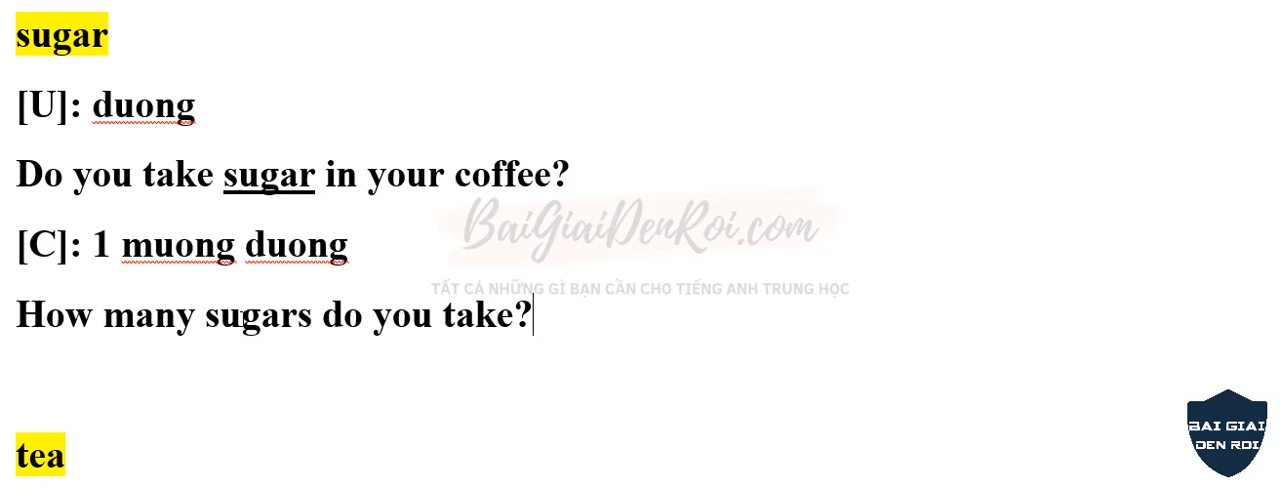 sugar
[U]: duong
Do you take sugar in your coffee?
[C]: 1 muong duong
How many sugars do you take?
tea
BaiGiaiDenRoi.com
TẤT CẢ NHỮNG GÌ BẠN CẦN CHO TIẾNG ANH TRUNG HỌC
BAI GIAI
DEN ROI